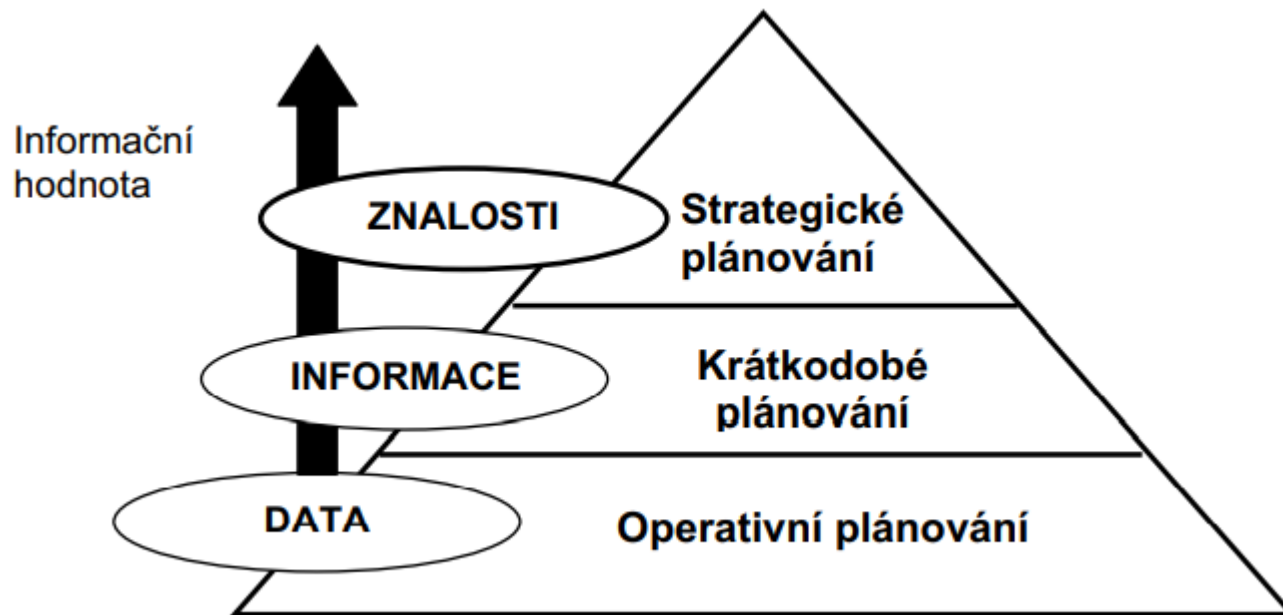 Informační
hodnota
ZNALOSTI
Strategické
plánování
INFORMACE
Krátkodobé
plánování
DATA
Operativní plánování